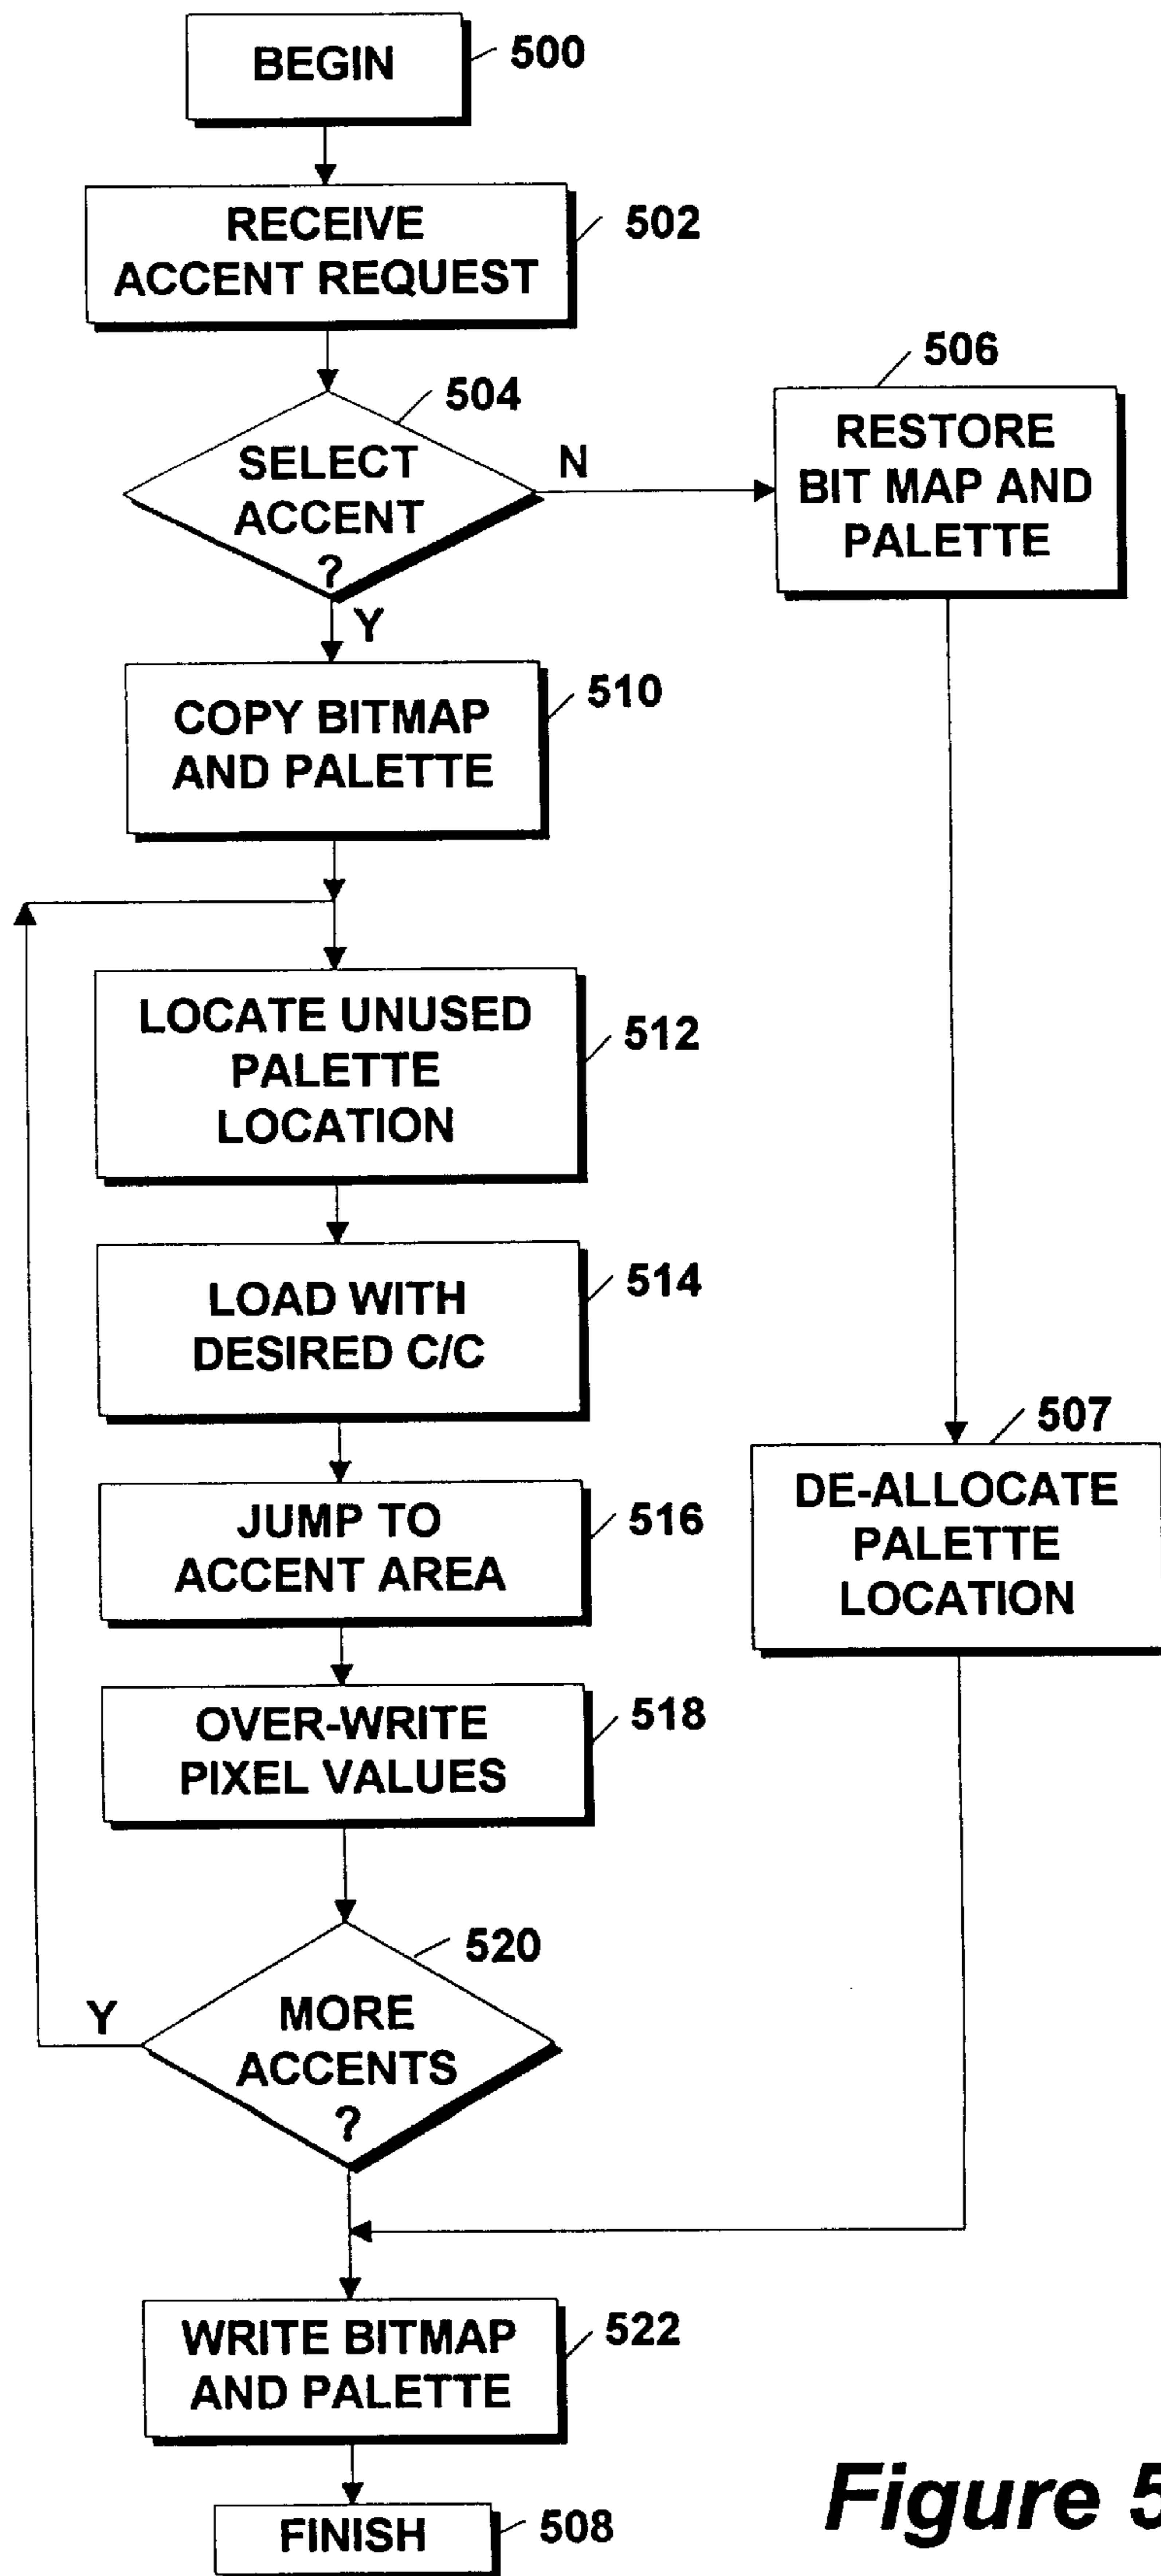 BEGIN
500
RECEIVE
ACCENT REQUEST
502
SELECT
ACCENT
?
504
N
Y
506
RESTORE
BIT MAP AND
PALETTE
COPY BITMAP
AND PALETTE
510
LOCATE UNUSED
PALETTE
LOCATION
512
LOAD WITH
DESIRED C/C
514
507
DE-ALLOCATE
PALETTE
LOCATION
JUMP TO
ACCENT AREA
516
OVER-WRITE
PIXEL VALUES
518
MORE
ACCENTS
?
520
Y
WRITE BITMAP
AND PALETTE
522
FINISH
508
Figure 5